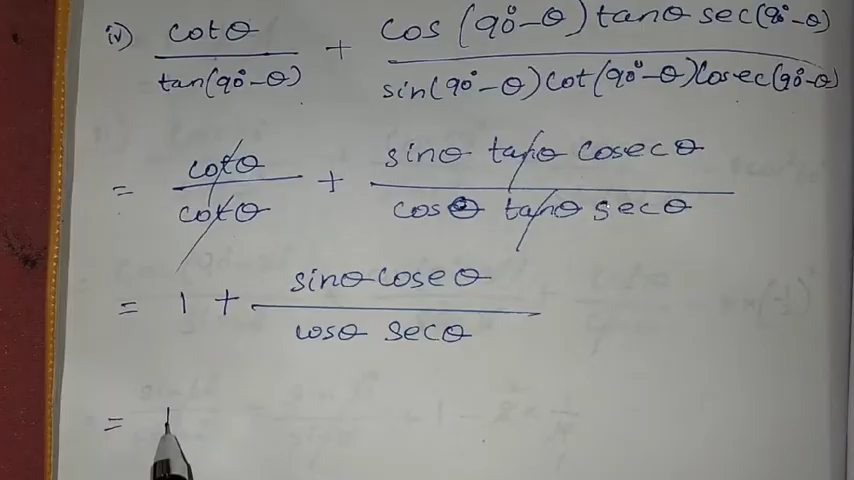 iv) cotθ / tan(90°-θ) + cos(90°-θ) tanθ sec(90°-θ) / sin(90°-θ) cot(90°-θ) cosec(90°-θ)
= cotθ / cotθ + sinθ tanθ cosecθ / cosθ tanθ secθ
= 1 + sinθ coseθ / cosθ secθ
= 1